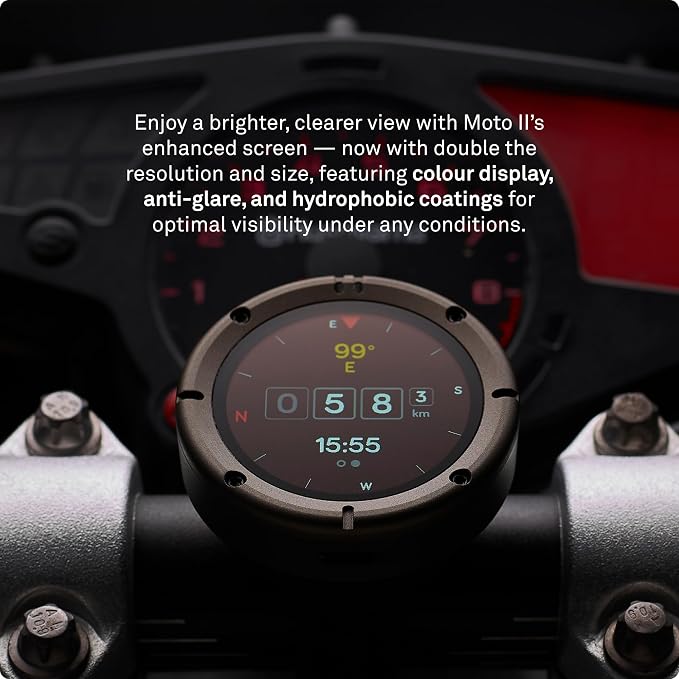 Enjoy a brighter, clearer view with Moto II's
enhanced screen — now with double the
resolution and size, featuring colour display,
anti-glare, and hydrophobic coatings for
optimal visibility under any conditions.
1
8
E
99°
E
S
0 5 8 3
km
N
15:55
W